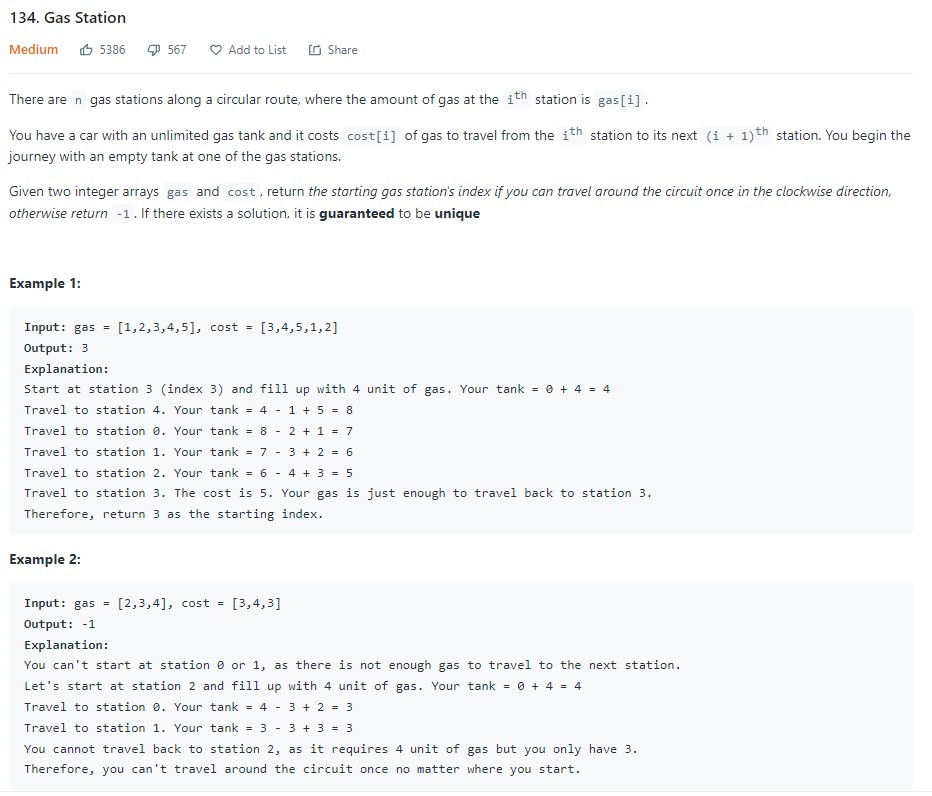 134. Gas Station
Medium 5386 567 Add to List Share
There are n gas stations along a circular route, where the amount of gas at the ith station is gas[i].
You have a car with an unlimited gas tank and it costs cost[i] of gas to travel from the ith station to its next (i + 1)th station. You begin the
journey with an empty tank at one of the gas stations.
Given two integer arrays gas and cost, return the starting gas station's index if you can travel around the circuit once in the clockwise direction,
otherwise return -1. If there exists a solution, it is guaranteed to be unique
Example 1:
Input: gas = [1,2,3,4,5], cost = [3,4,5,1,2]
Output: 3
Explanation:
Start at station 3 (index 3) and fill up with 4 unit of gas. Your tank = 0 + 4 = 4
Travel to station 4. Your tank = 4 - 1 + 5 = 8
Travel to station 0. Your tank = 8 - 2 + 1 = 7
Travel to station 1. Your tank = 7 - 3 + 2 = 6
Travel to station 2. Your tank = 6 - 4 + 3 = 5
Travel to station 3. The cost is 5. Your gas is just enough to travel back to station 3.
Therefore, return 3 as the starting index.
Example 2:
Input: gas = [2,3,4], cost = [3,4,3]
Output: -1
Explanation:
You can't start at station 0 or 1, as there is not enough gas to travel to the next station.
Let's start at station 2 and fill up with 4 unit of gas. Your tank = 0 + 4 = 4
Travel to station 0. Your tank = 4 - 3 + 2 = 3
Travel to station 1. Your tank = 3 - 3 + 3 = 3
You cannot travel back to station 2, as it requires 4 unit of gas but you only have 3.
Therefore, you can't travel around the circuit once no matter where you start.